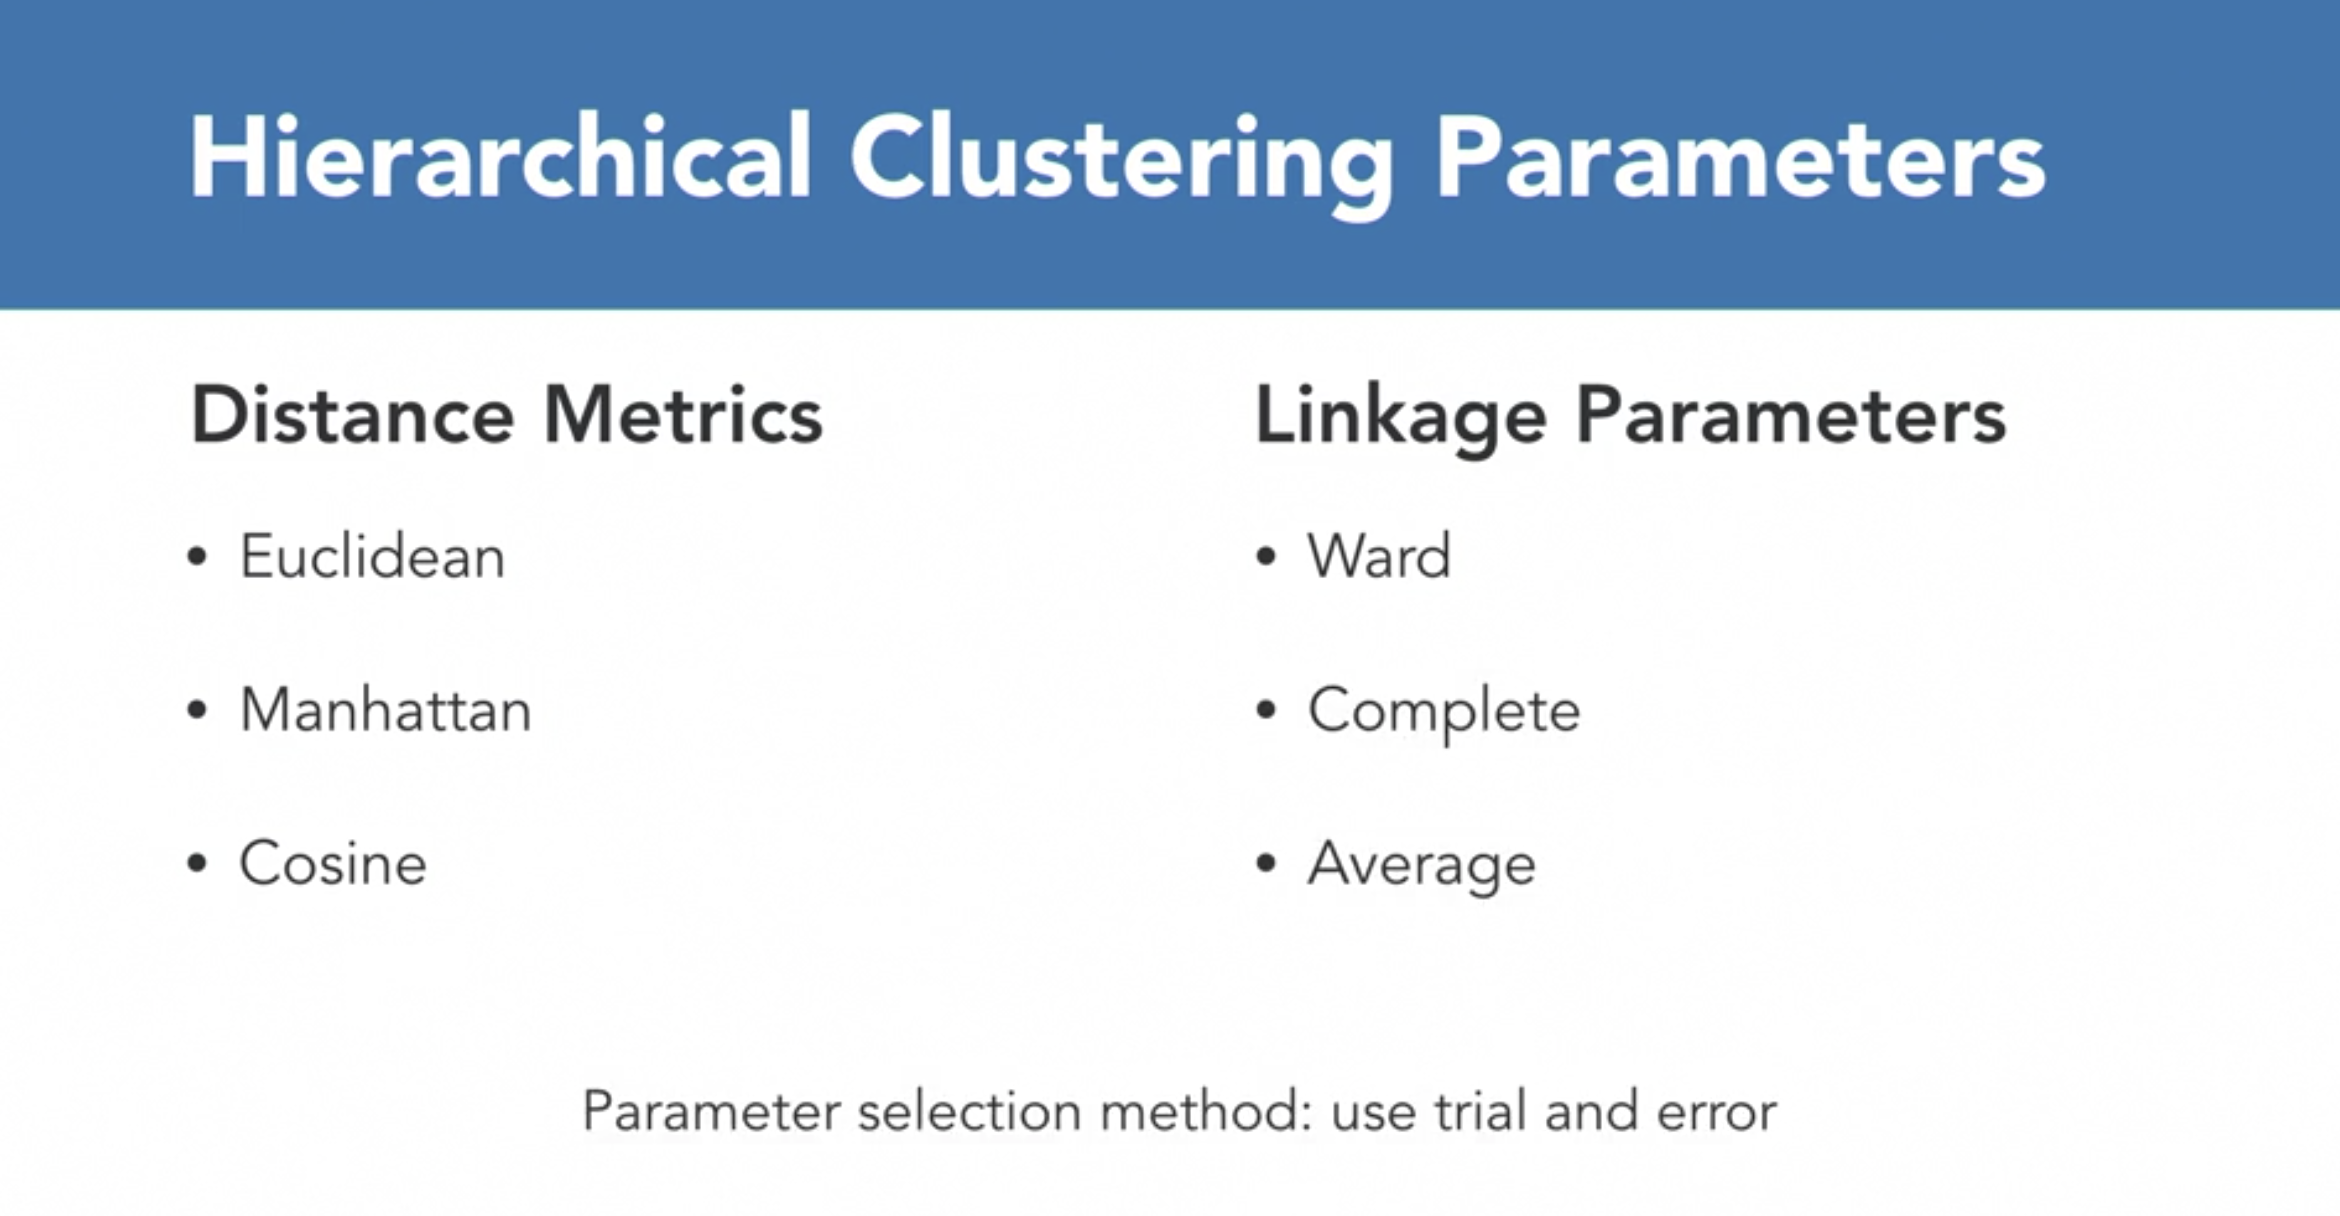 Hierarchical Clustering Parameters
Distance Metrics
• Euclidean
• Manhattan
• Cosine
Linkage Parameters
• Ward
• Complete
• Average
Parameter selection method: use trial and error